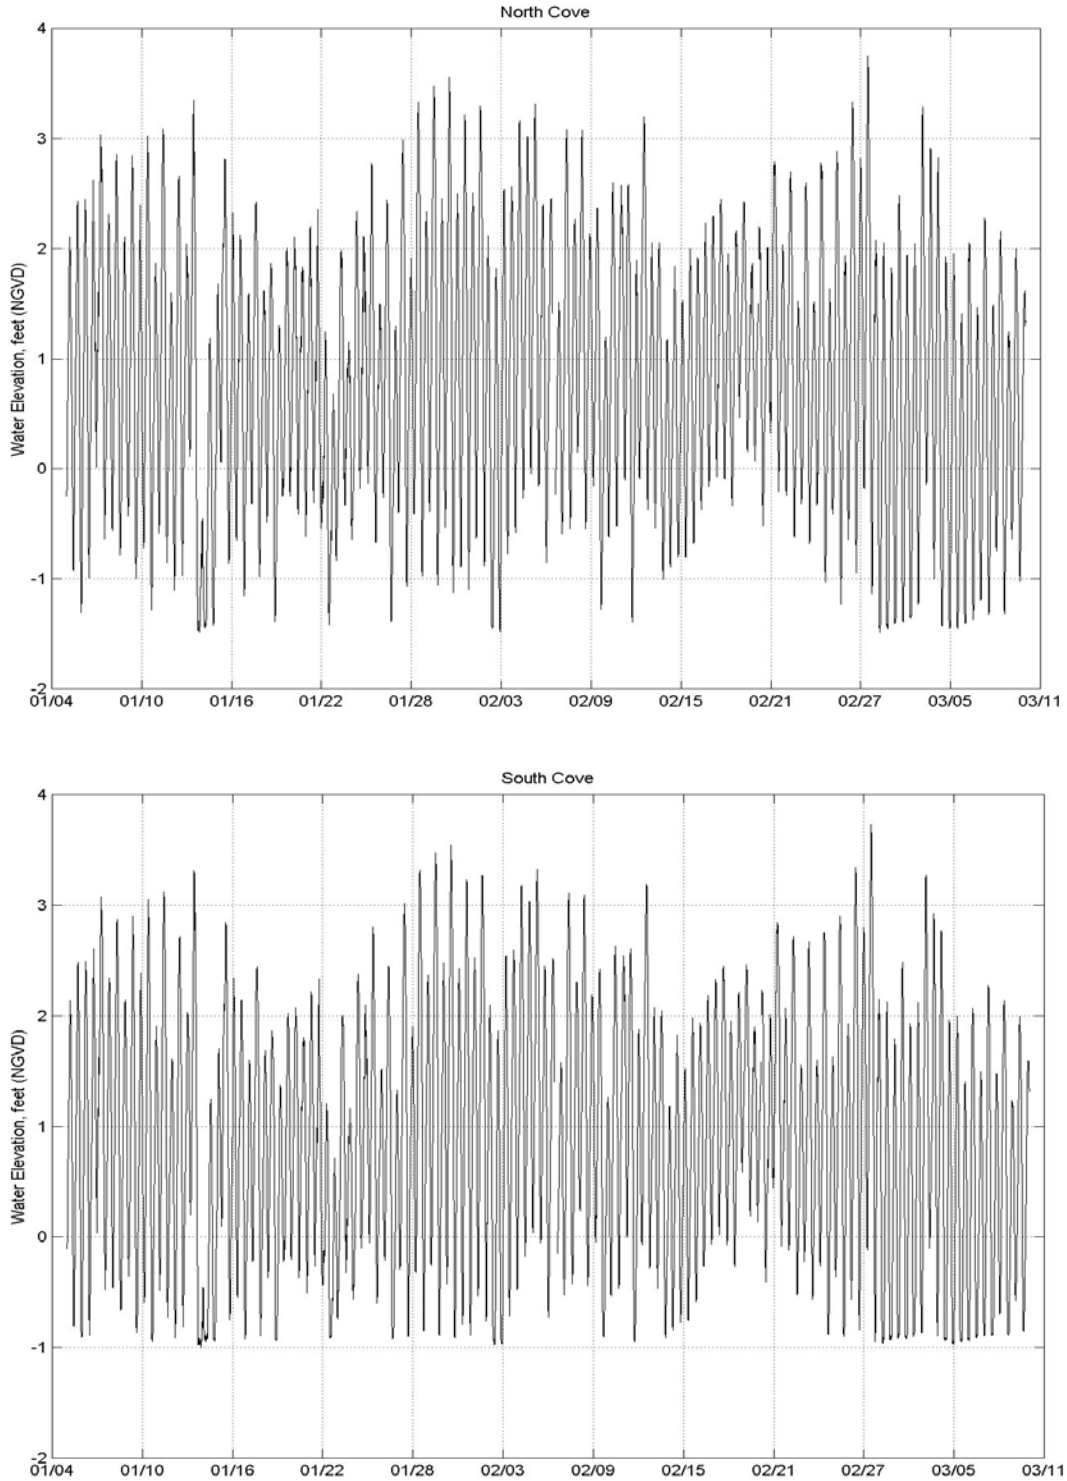 North Cove
4
3
2
1
0
-1
-2
Water Elevation, feet (NGVD)
01/04 01/10 01/16 01/22 01/28 02/03 02/09 02/15 02/21 02/27 03/05 03/11
South Cove
4
3
2
1
0
-1
-2
Water Elevation, feet (NGVD)
01/04 01/10 01/16 01/22 01/28 02/03 02/09 02/15 02/21 02/27 03/05 03/11